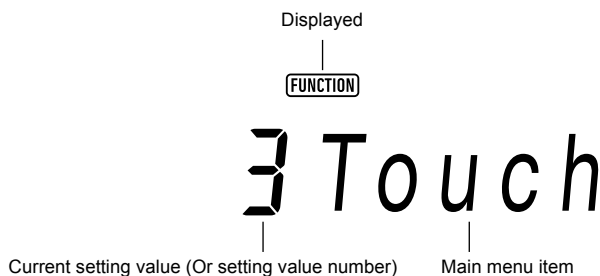 Displayed
FUNCTION
3 Touch
Current setting value (Or setting value number) Main menu item